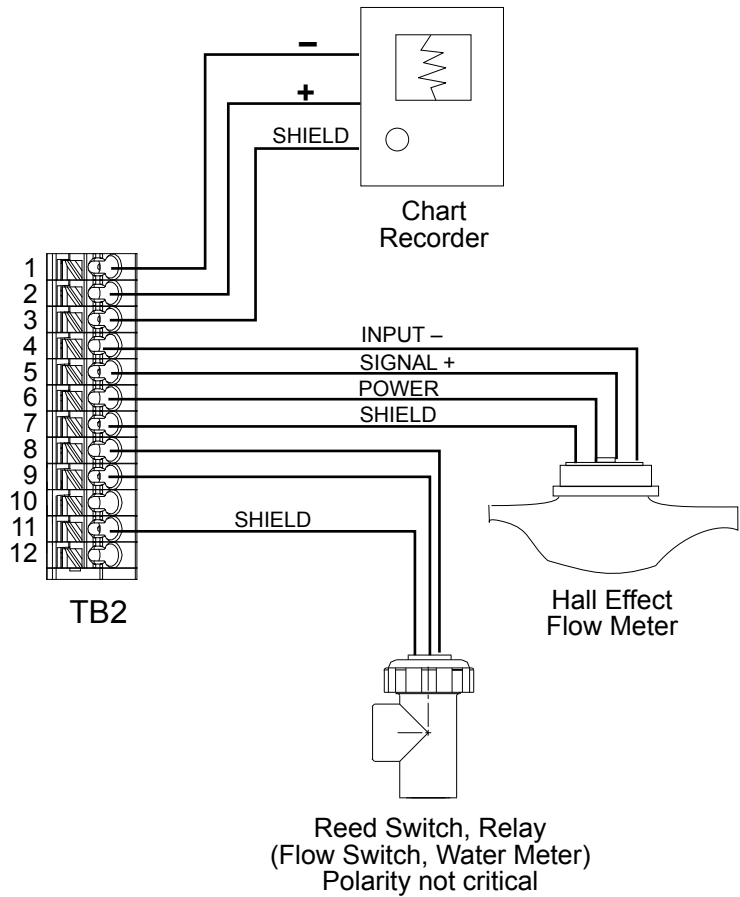 –
+
SHIELD
Chart
Recorder
1
2
3
4
5
6
7
8
9
10
11
12
INPUT –
SIGNAL +
POWER
SHIELD
SHIELD
TB2
Hall Effect
Flow Meter
Reed Switch, Relay
(Flow Switch, Water Meter)
Polarity not critical